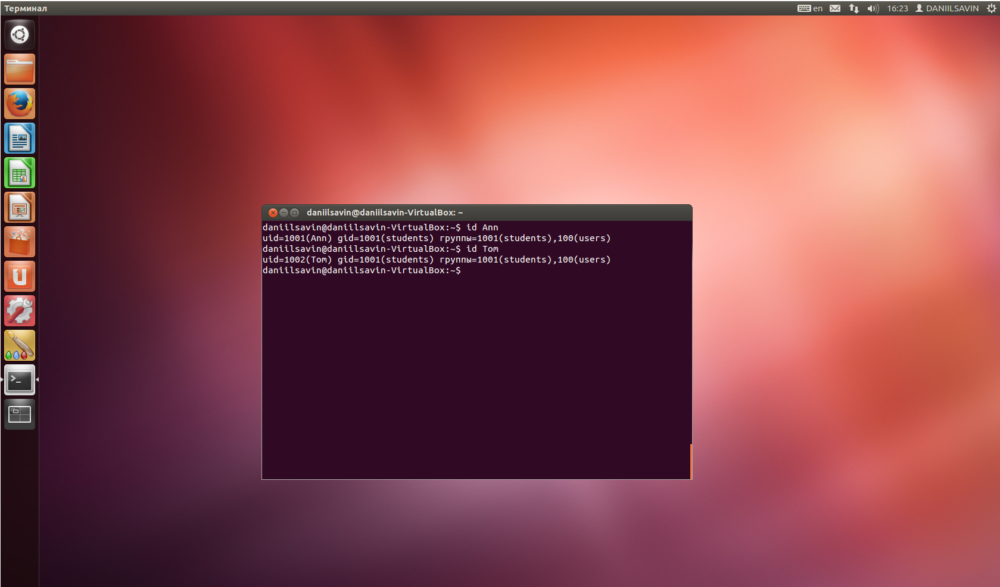 Терминал
en
16:23
DANIILSAVIN
daniilsavin@daniilsavin-VirtualBox: ~
daniilsavin@daniilsavin-VirtualBox:~$ id Ann
uid=1001(Ann) gid=1001(students) группы=1001(students),100(users)
daniilsavin@daniilsavin-VirtualBox:~$ id Tom
uid=1002(Tom) gid=1001(students) группы=1001(students),100(users)
daniilsavin@daniilsavin-VirtualBox:~$